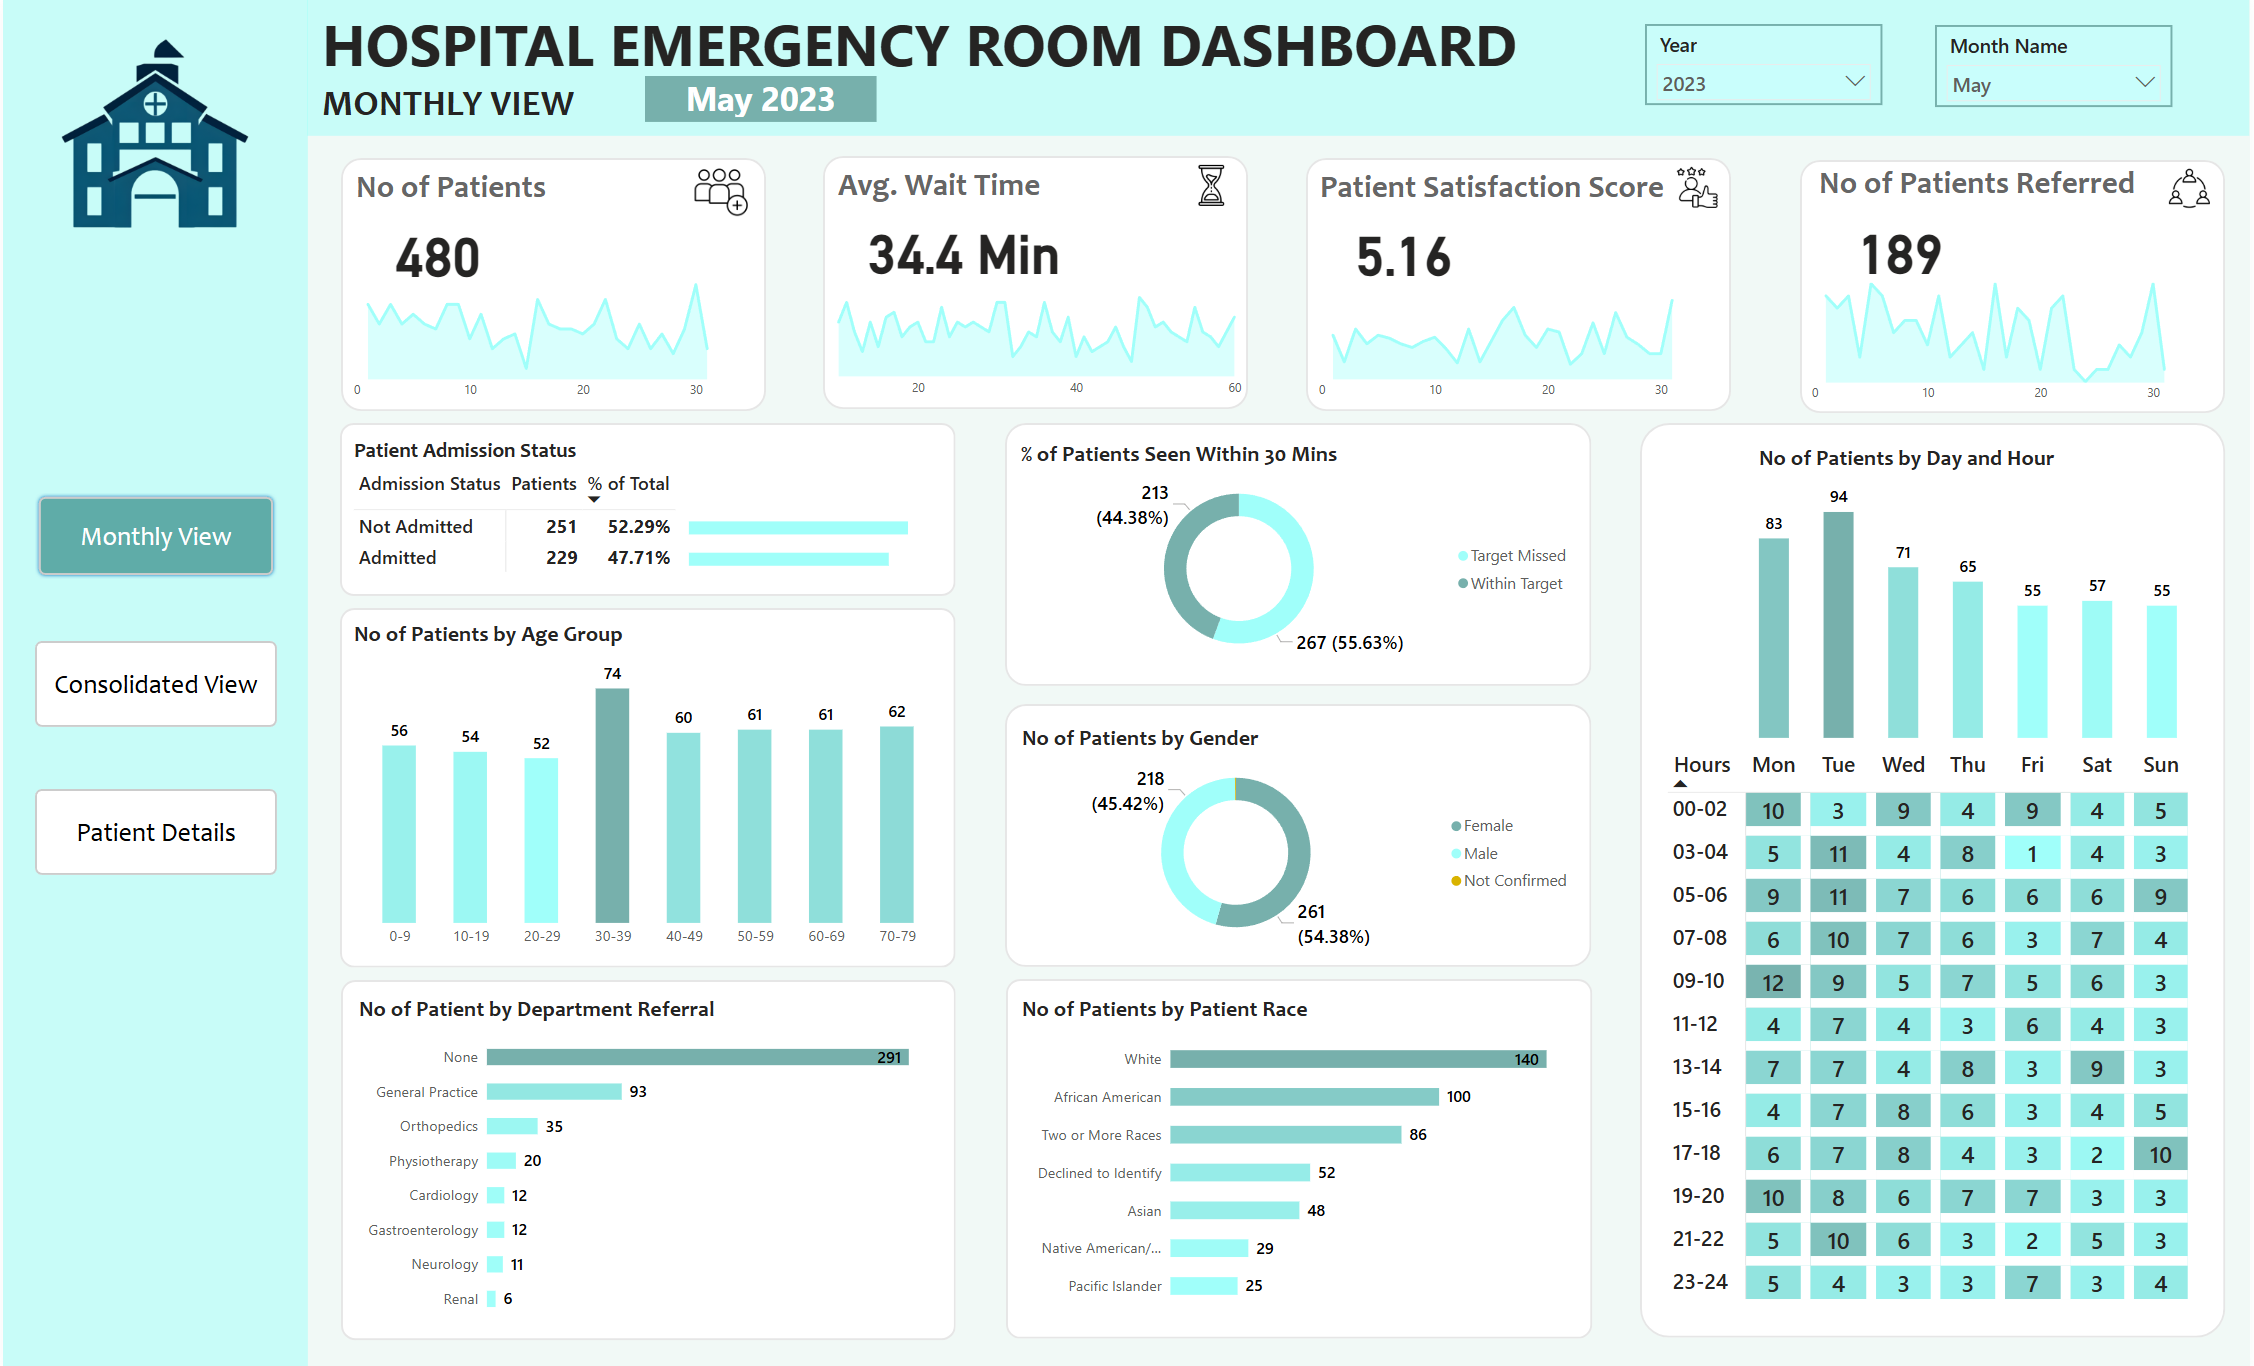 HOSPITAL EMERGENCY ROOM DASHBOARD
MONTHLY VIEW
May 2023
Year
2023
Month Name
May
Monthly View
Consolidated View
Patient Details
No of Patients
480
0 10 20 30
Avg. Wait Time
34.4 Min
20 40 60
Patient Satisfaction Score
5.16
0 10 20 30
No of Patients Referred
189
0 10 20 30
Patient Admission Status
Admission Status Patients % of Total
Not Admitted 251 52.29%
Admitted 229 47.71%
% of Patients Seen Within 30 Mins
213
(44.38%)
Target Missed
Within Target
267 (55.63%)
No of Patients by Age Group
56 54 52 74 60 61 61 62
0-9 10-19 20-29 30-39 40-49 50-59 60-69 70-79
No of Patients by Gender
218
(45.42%)
Female
Male
Not Confirmed
261
(54.38%)
No of Patient by Department Referral
None 291
General Practice 93
Orthopedics 35
Physiotherapy 20
Cardiology 12
Gastroenterology 12
Neurology 11
Renal 6
No of Patients by Patient Race
White 140
African American 100
Two or More Races 86
Declined to Identify 52
Asian 48
Native American/... 29
Pacific Islander 25
No of Patients by Day and Hour
83 94 71 65 55 57 55
Hours Mon Tue Wed Thu Fri Sat Sun
00-02 10 3 9 4 9 4 5
03-04 5 11 4 8 1 4 3
05-06 9 11 7 6 6 6 9
07-08 6 10 7 6 3 7 4
09-10 12 9 5 7 5 6 3
11-12 4 7 4 3 6 4 3
13-14 7 7 4 8 3 9 3
15-16 4 7 8 6 3 4 5
17-18 6 7 8 4 3 2 10
19-20 10 8 6 7 7 3 3
21-22 5 10 6 3 2 5 3
23-24 5 4 3 3 7 3 4